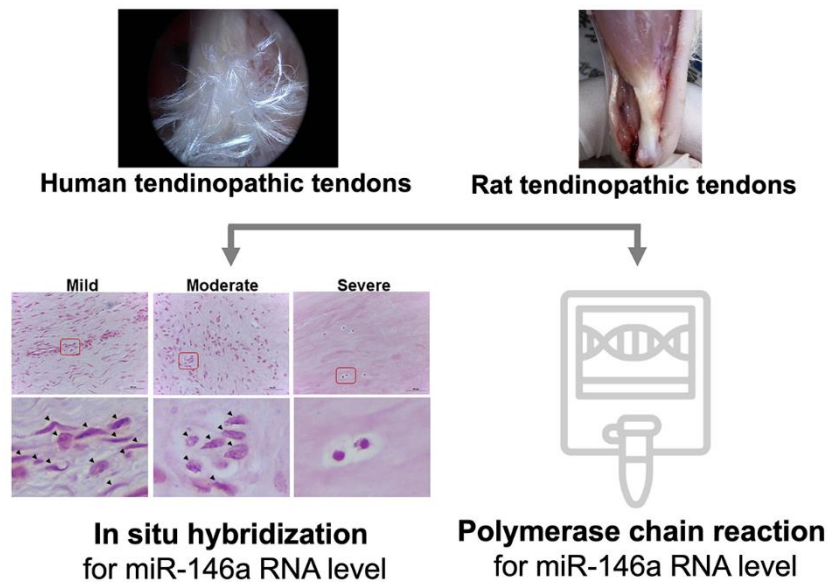 Human tendinopathic tendons
Rat tendinopathic tendons
Mild
Moderate
Severe
In situ hybridization
for miR-146a RNA level
Polymerase chain reaction
for miR-146a RNA level